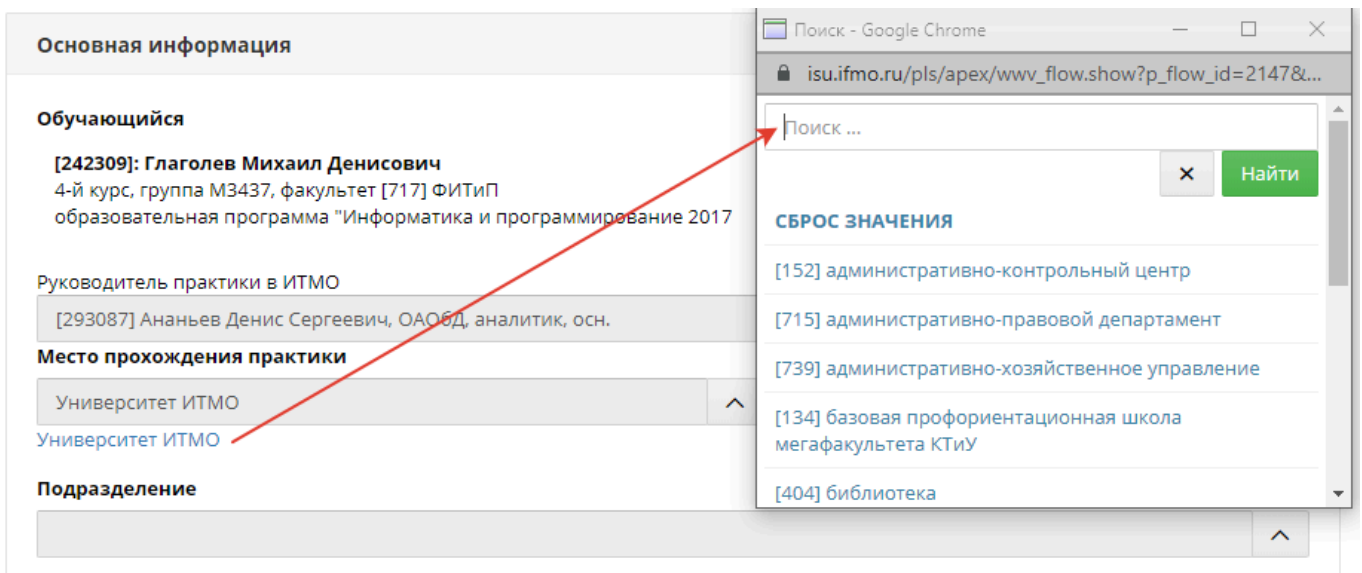 Основная информация
Обучающийся
[242309]: Глаголев Михаил Денисович
4-й курс, группа М3437, факультет [717] ФИТиП
образовательная программа "Информатика и программирование 2017
Руководитель практики в ИТМО
[293087] Ананьев Денис Сергеевич, ОАОбД, аналитик, осн.
Место прохождения практики
Университет ИТМО
Университет ИТМО
Подразделение
Поиск - Google Chrome
isu.ifmo.ru/pls/apex/wwv_flow.show?p_flow_id=2147&...
Поиск ...
Найти
СБРОС ЗНАЧЕНИЯ
[152] административно-контрольный центр
[715] административно-правовой департамент
[739] административно-хозяйственное управление
[134] базовая профориентационная школа
мегафакультета КТиУ
[404] библиотека